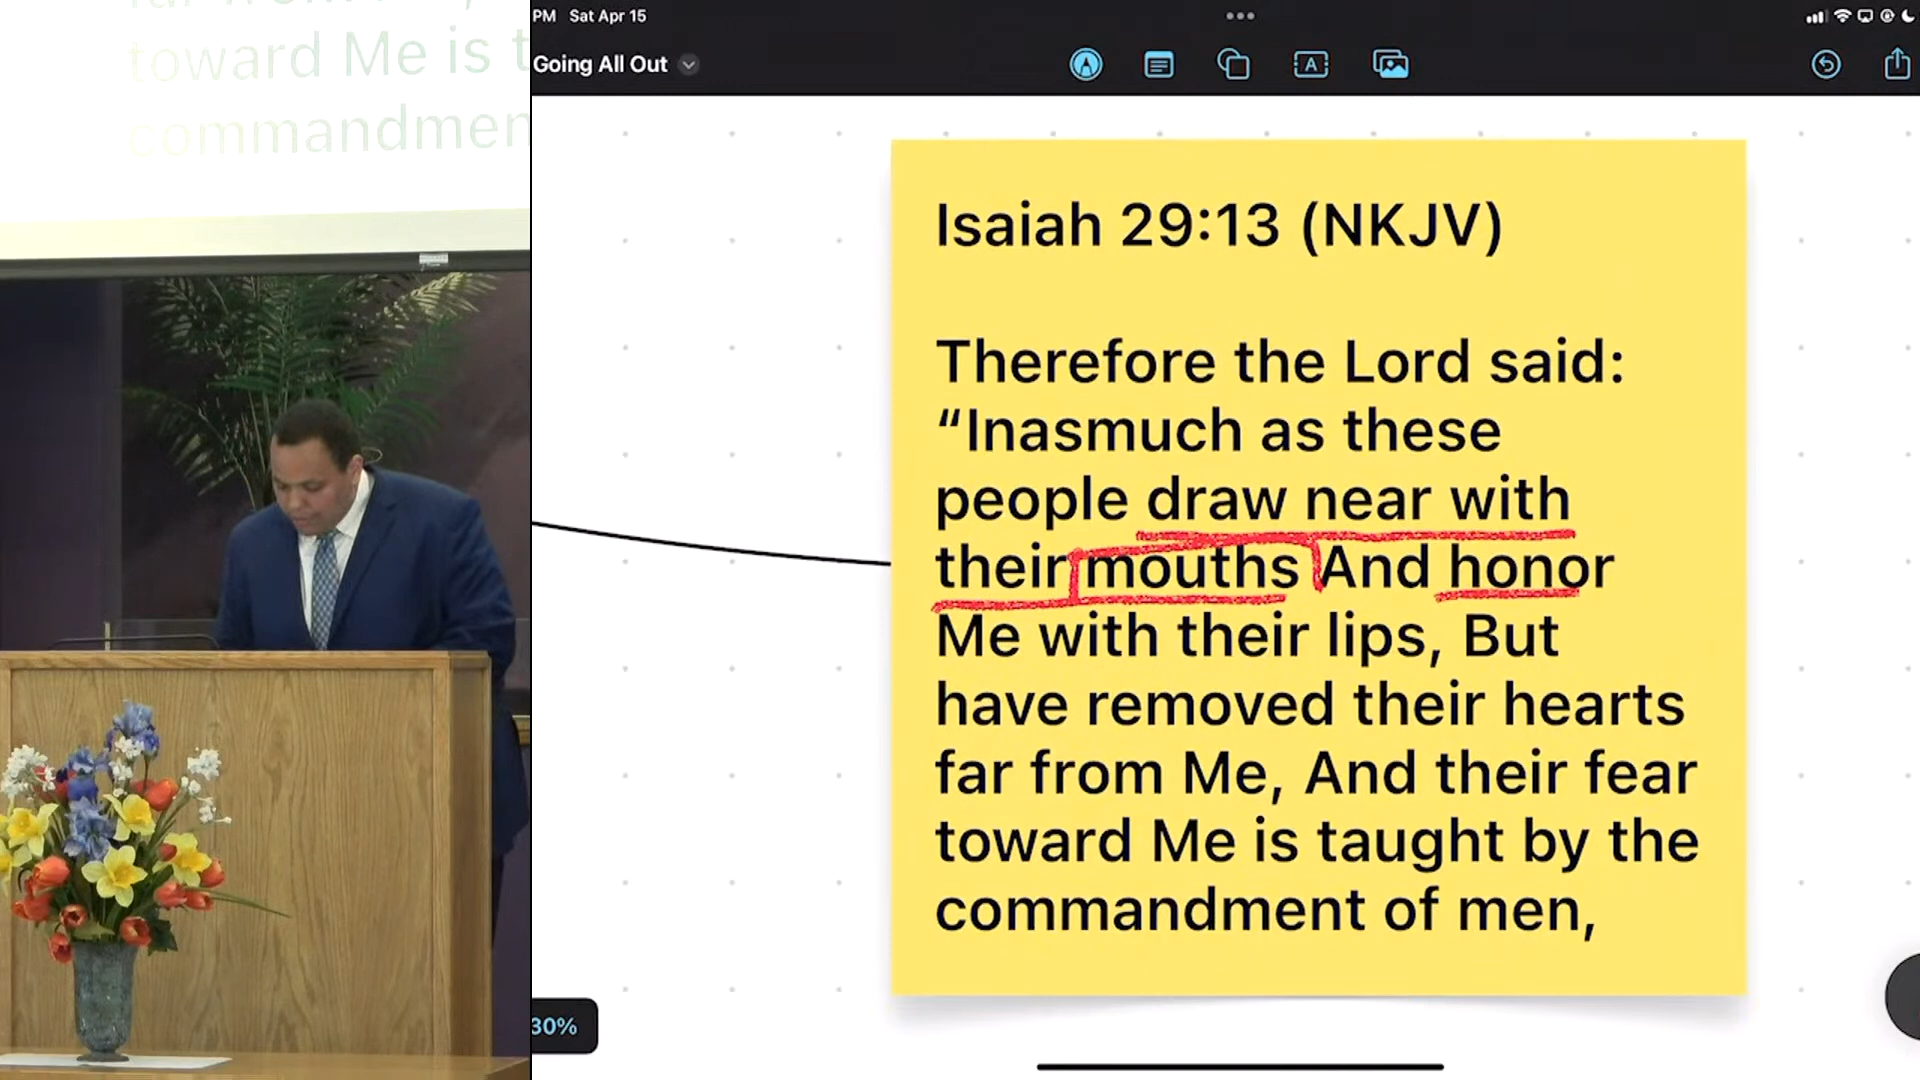 toward Me is t
commandmen
PM Sat Apr 15
Going All Out
A
Isaiah 29:13 (NKJV)
Therefore the Lord said:
“Inasmuch as these
people draw near with
their mouths And honor
Me with their lips, But
have removed their hearts
far from Me, And their fear
toward Me is taught by the
commandment of men,
30%